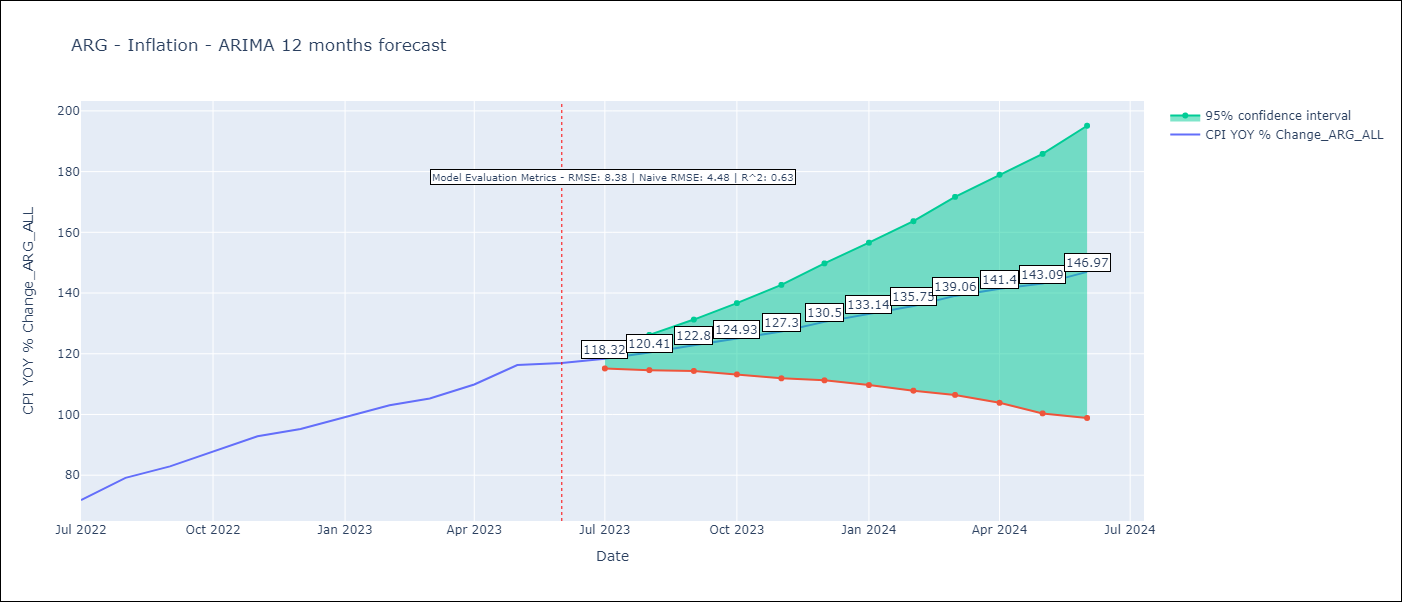 ARG - Inflation - ARIMA 12 months forecast
95% confidence interval
CPI YOY % Change_ARG_ALL
Model Evaluation Metrics - RMSE: 8.38 | Naive RMSE: 4.48 | R^2: 0.63
CPI YOY % Change_ARG_ALL
200
180
160
140
120
100
80
118.32
120.41
122.8
124.93
127.3
130.5
133.14
135.75
139.06
141.4
143.09
146.97
Jul 2022
Oct 2022
Jan 2023
Apr 2023
Jul 2023
Oct 2023
Jan 2024
Apr 2024
Jul 2024
Date